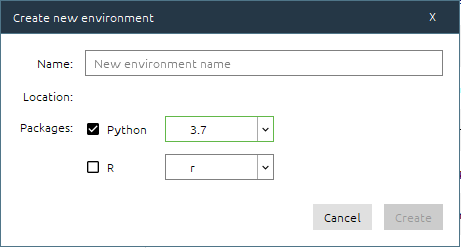 Create new environment X
Name: New environment name
Location:
Packages: Python 3.7
R r
Cancel Create